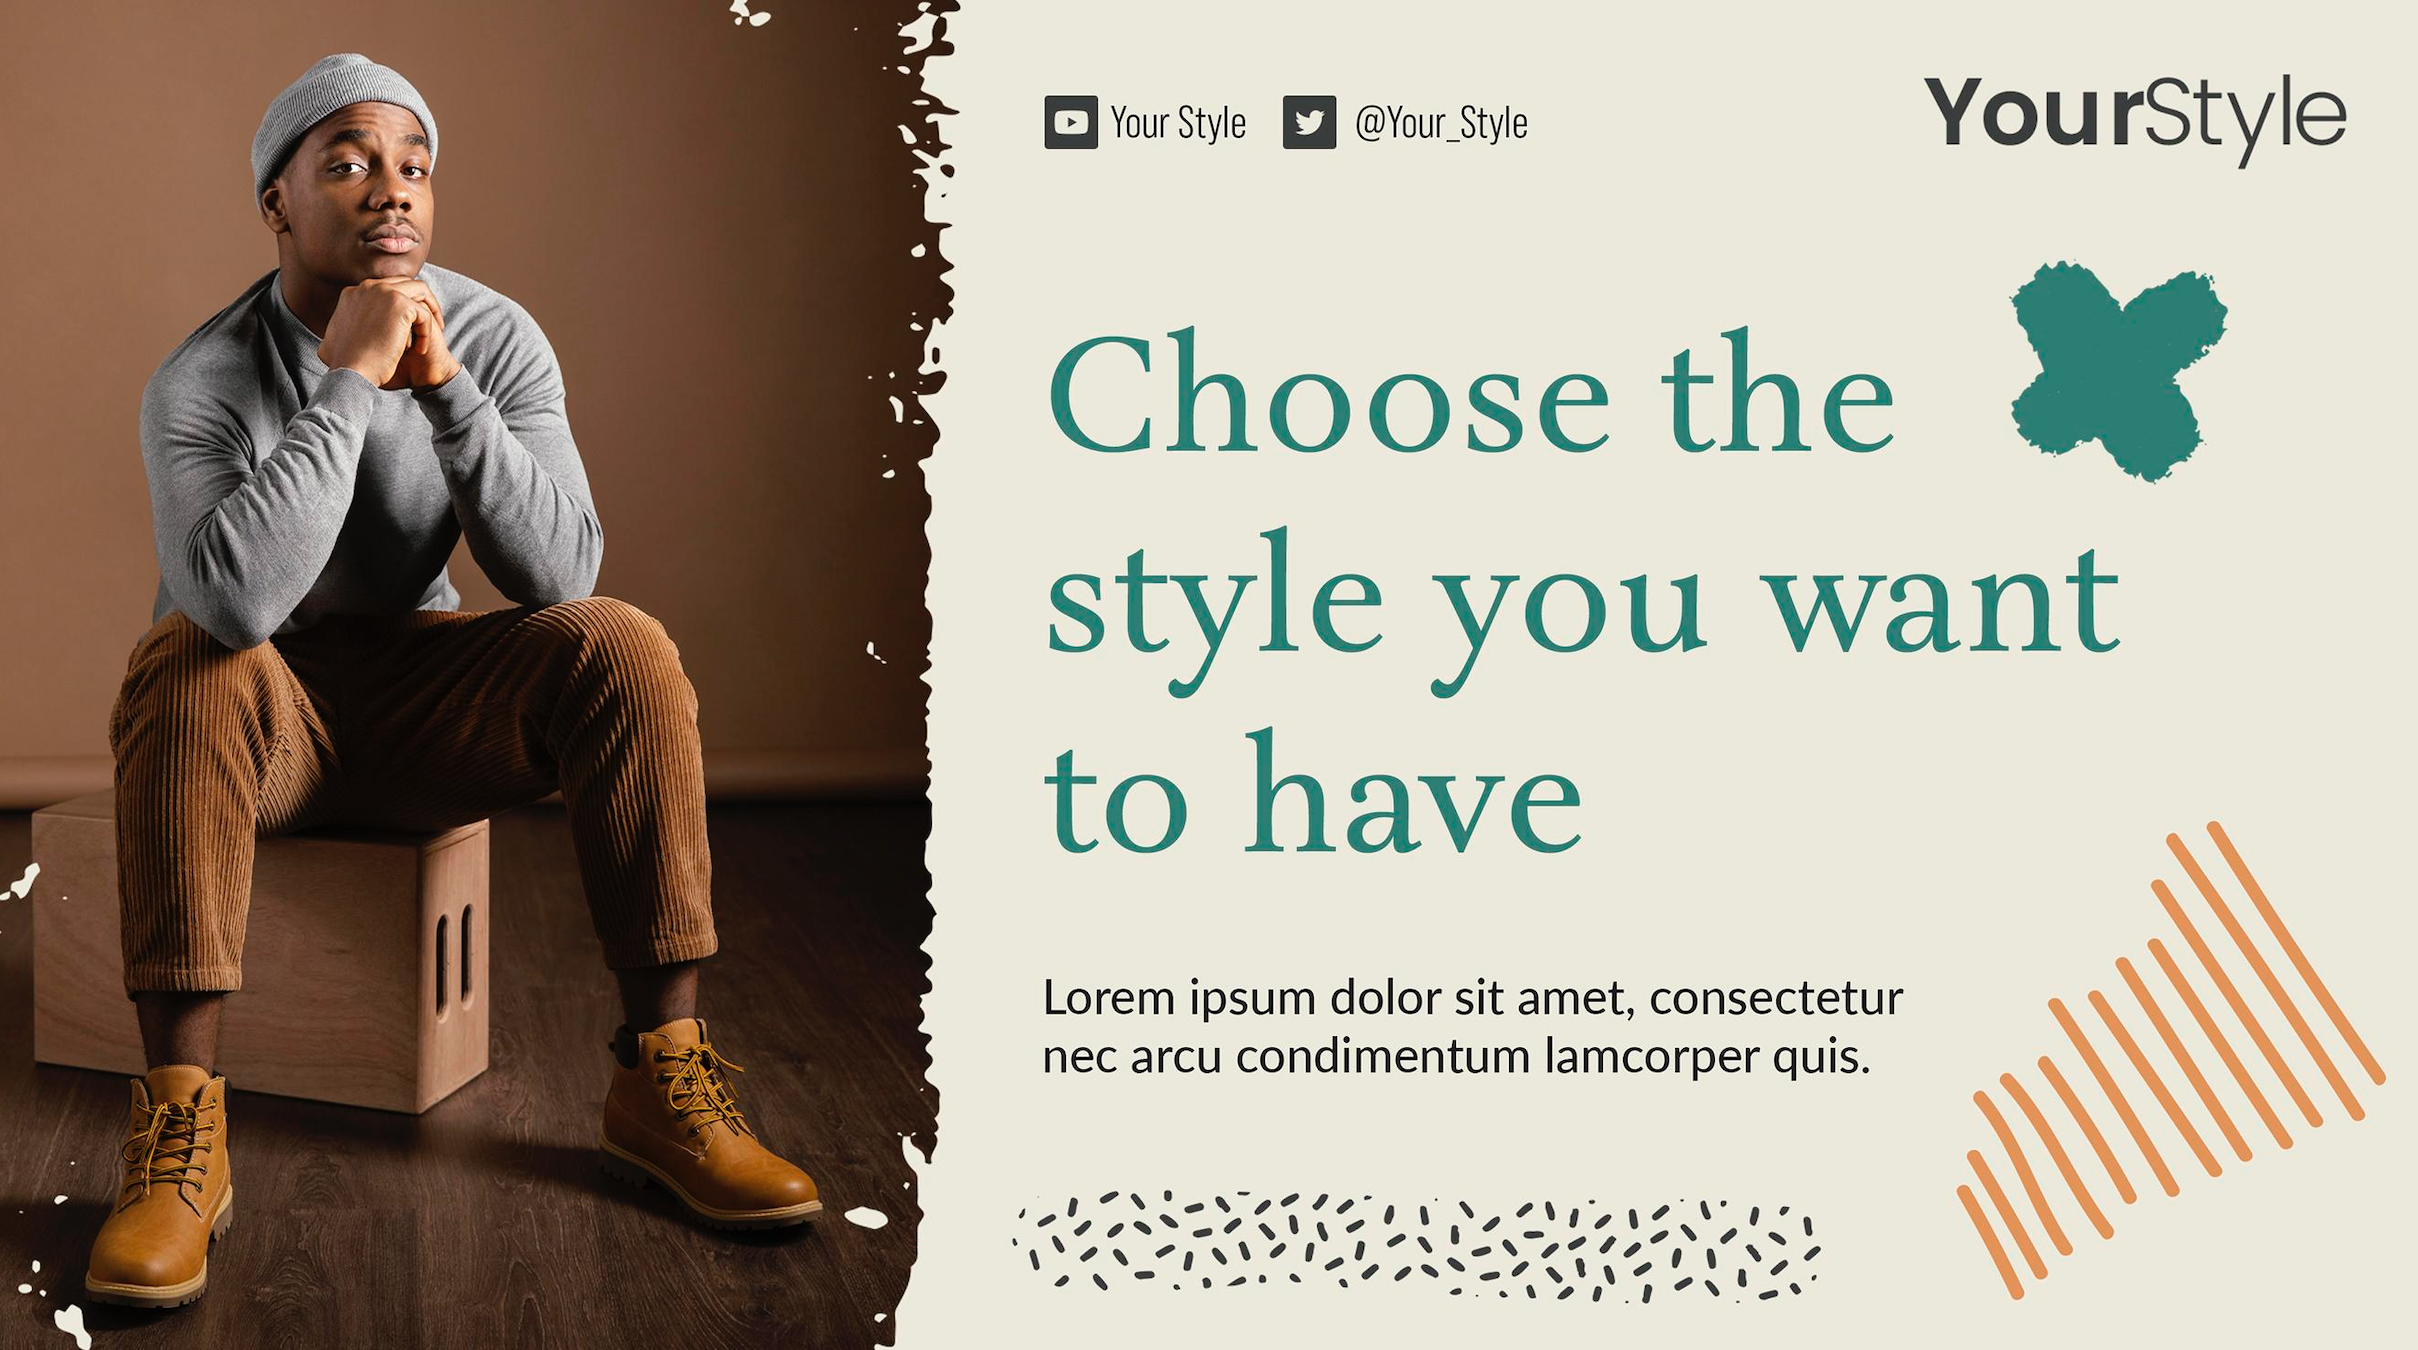 Your Style @Your_Style
YourStyle
Choose the
style you want
to have
Lorem ipsum dolor sit amet, consectetur
nec arcu condimentum lamcorper quis.